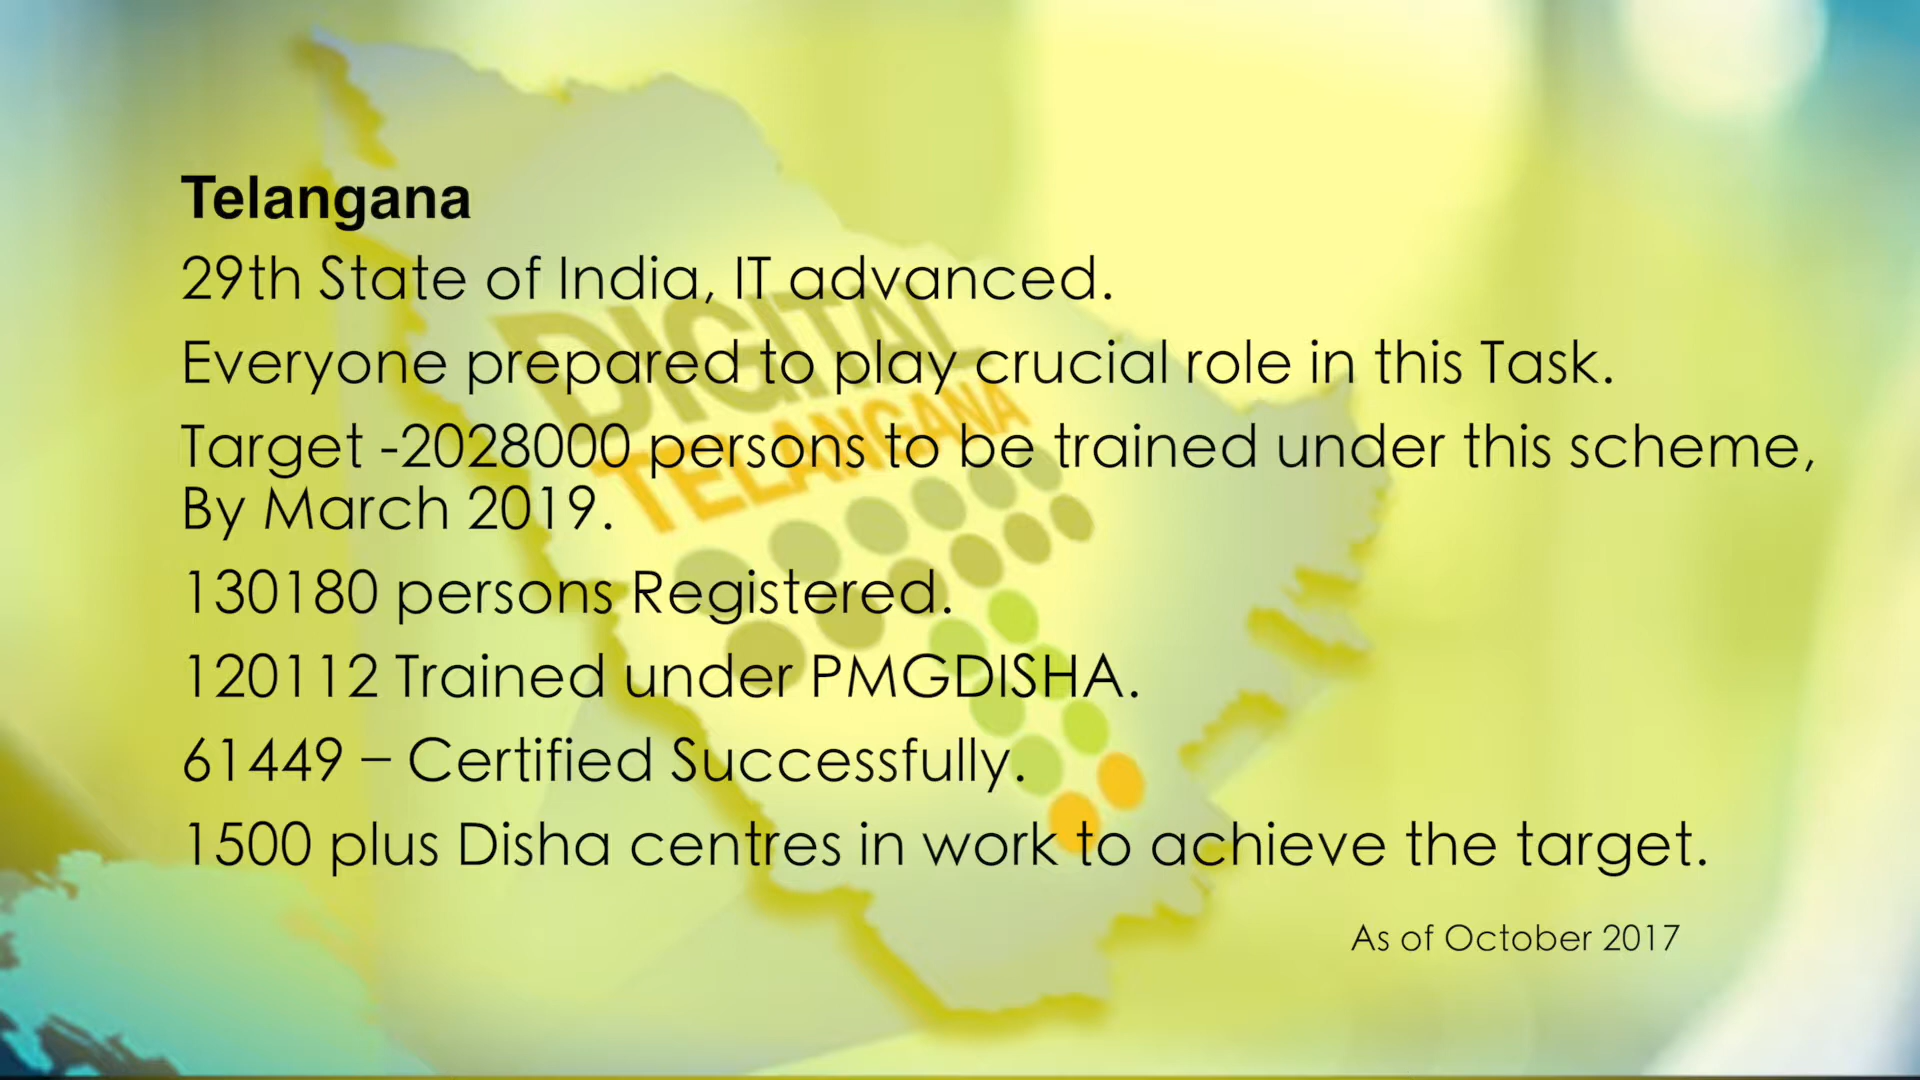 Telangana
29th State of India, IT advanced.
DIGITAL
Everyone prepared to play crucial role in this Task.
TELANGANA
Target -2028000 persons to be trained under this scheme,
By March 2019.
130180 persons Registered.
120112 Trained under PMGDISHA.
61449 – Certified Successfully.
1500 plus Disha centres in work to achieve the target.
As of October 2017